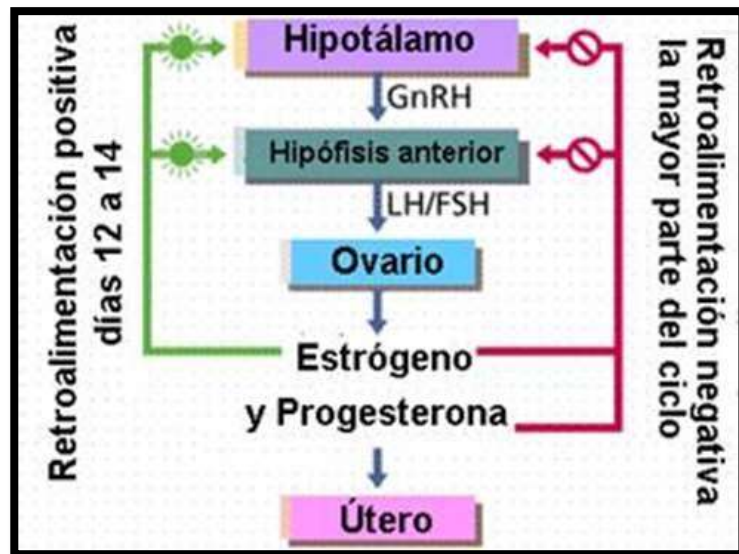 Hipotálamo
GnRH
Hipófisis anterior
LH/FSH
Ovario
Estrógeno
y Progesterona
Útero
Retroalimentación positiva
días 12 a 14
Retroalimentación negativa
la mayor parte del ciclo